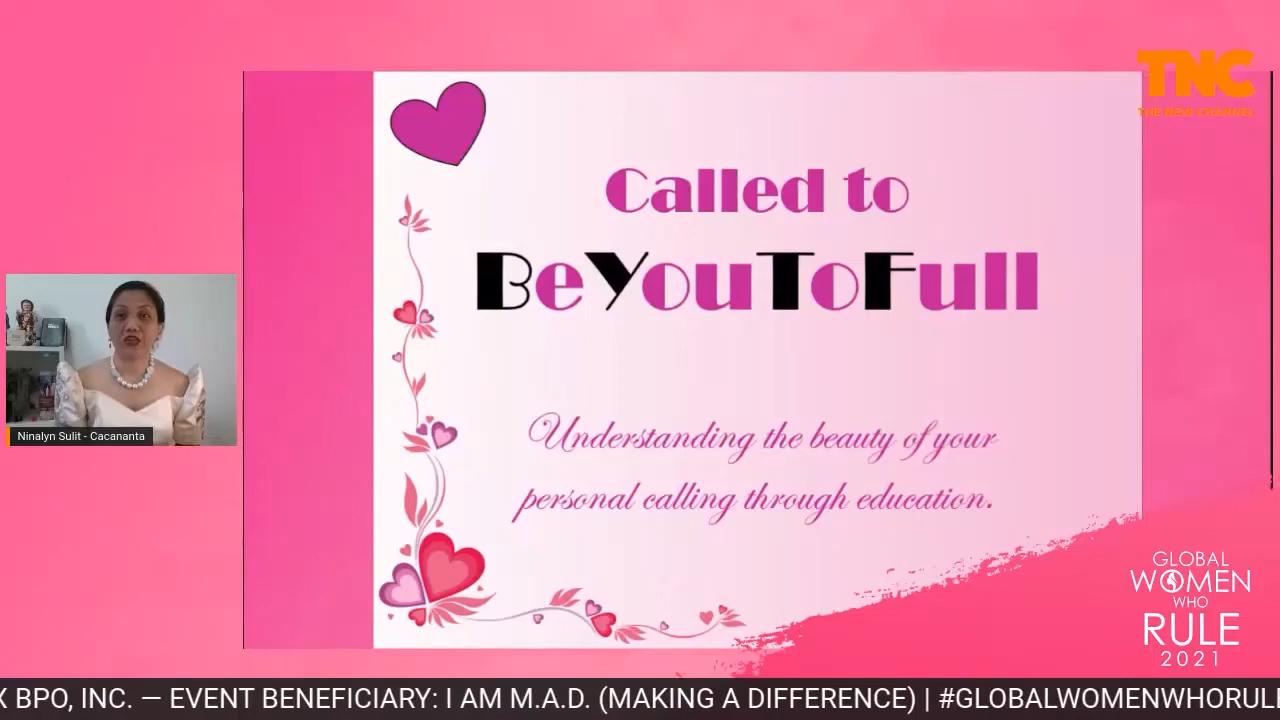 TNC
THE NEW CHANNEL
Called to
BeYouToFull
Understanding the beauty of your
personal calling through education.
Ninalyn Sulit - Cacananta
GLOBAL
WOMEN
WHO
RULE
2021
X BPO, INC. — EVENT BENEFICIARY: I AM M.A.D. (MAKING A DIFFERENCE) | #GLOBALWOMENWHORULE